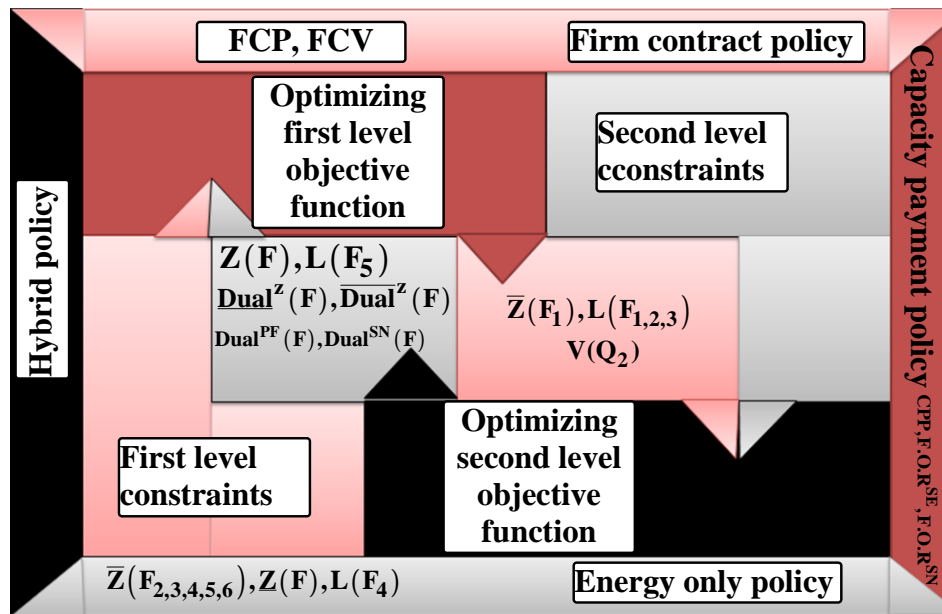 FCP, FCV
Firm contract policy
Optimizing
first level
objective
function
Second level
cconstraints
Hybrid policy
Capacity payment policy CPP,F.O.R^SE,F.O.R^SN
Z(F),L(F₅)
D̲u̲a̲l̲ᶻ(F),D̅u̅a̅l̅ᶻ(F)
Dual^PF(F),Dual^SN(F)
Z̅(F₁),L(F₁,₂,₃)
V(Q₂)
First level
constraints
Optimizing
second level
objective
function
Z̅(F₂,₃,₄,₅,₆),Z̲(F),L(F₄)
Energy only policy